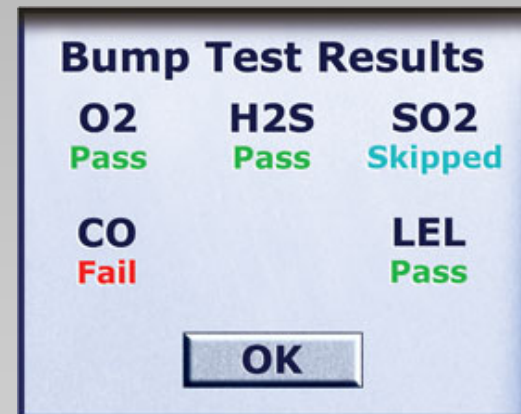 Bump Test Results
O2 H2S SO2
Pass Pass Skipped
CO LEL
Fail Pass
OK